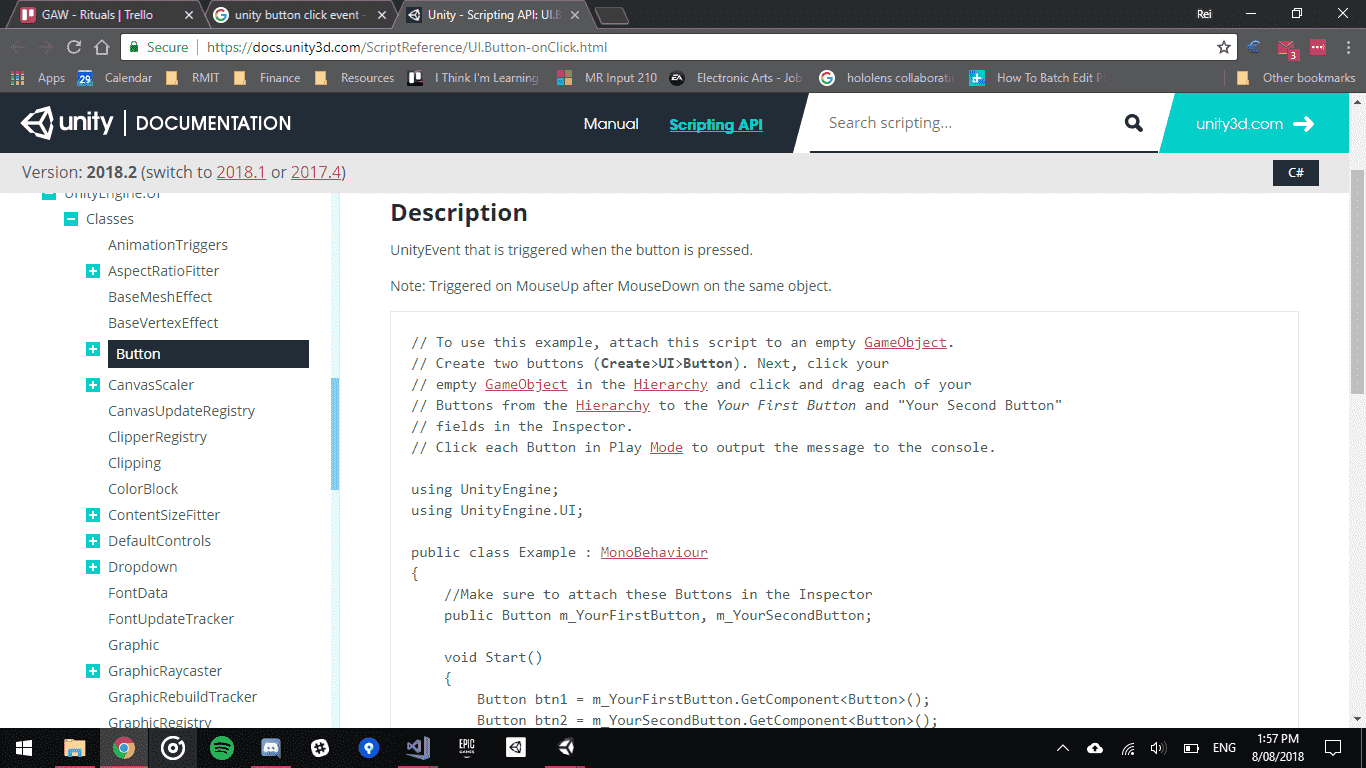 GAW - Rituals | Trello
unity button click event -
Unity - Scripting API: UI.B
Rei
Secure
https://docs.unity3d.com/ScriptReference/UI.Button-onClick.html
3
Apps
29
Calendar
RMIT
Finance
Resources
I Think I'm Learning
MR Input 210
EA
Electronic Arts - Job
hololens collaborati
How To Batch Edit P
Other bookmarks
unity | DOCUMENTATION
Manual
Scripting API
Search scripting...
unity3d.com
Version: 2018.2 (switch to 2018.1 or 2017.4)
C#
UnityEngine.UI
Classes
AnimationTriggers
AspectRatioFitter
BaseMeshEffect
BaseVertexEffect
Button
CanvasScaler
CanvasUpdateRegistry
ClipperRegistry
Clipping
ColorBlock
ContentSizeFitter
DefaultControls
Dropdown
FontData
FontUpdateTracker
Graphic
GraphicRaycaster
GraphicRebuildTracker
GraphicRegistry
Description
UnityEvent that is triggered when the button is pressed.
Note: Triggered on MouseUp after MouseDown on the same object.
// To use this example, attach this script to an empty GameObject.
// Create two buttons (Create>UI>Button). Next, click your
// empty GameObject in the Hierarchy and click and drag each of your
// Buttons from the Hierarchy to the Your First Button and "Your Second Button"
// fields in the Inspector.
// Click each Button in Play Mode to output the message to the console.
using UnityEngine;
using UnityEngine.UI;
public class Example : MonoBehaviour
{
//Make sure to attach these Buttons in the Inspector
public Button m_YourFirstButton, m_YourSecondButton;
void Start()
{
Button btn1 = m_YourFirstButton.GetComponent<Button>();
Button btn2 = m_YourSecondButton.GetComponent<Button>();
EPIC
GAMES
ENG
1:57 PM
8/08/2018